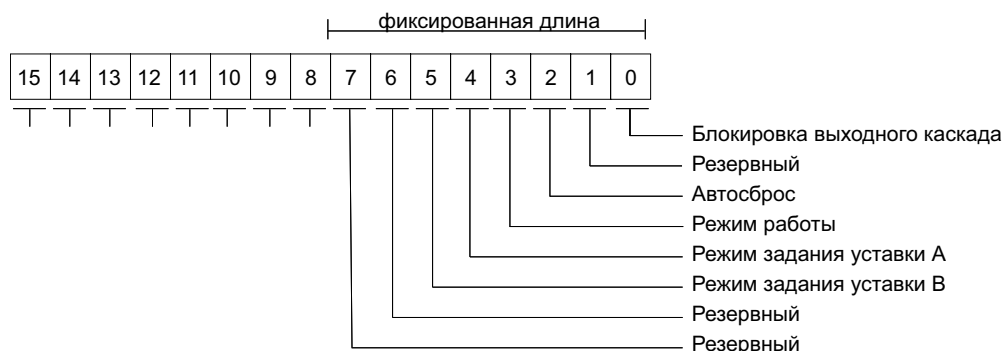 фиксированная длина
15 14 13 12 11 10 9 8 7 6 5 4 3 2 1 0
Блокировка выходного каскада
Резервный
Автосброс
Режим работы
Режим задания уставки A
Режим задания уставки B
Резервный
Резервный